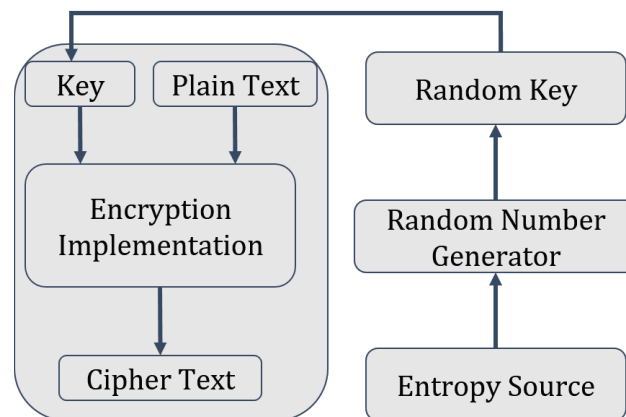 Key
Plain Text
Encryption
Implementation
Cipher Text
Random Key
Random Number
Generator
Entropy Source